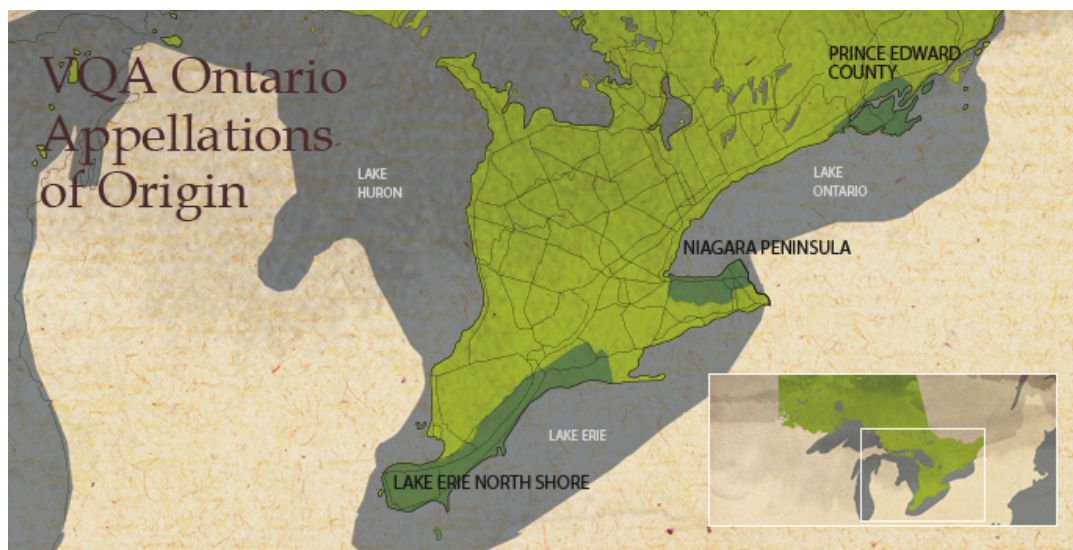 VQA Ontario
Appellations
of Origin
PRINCE EDWARD
COUNTY
LAKE
HURON
LAKE
ONTARIO
NIAGARA PENINSULA
LAKE ERIE
LAKE ERIE NORTH SHORE